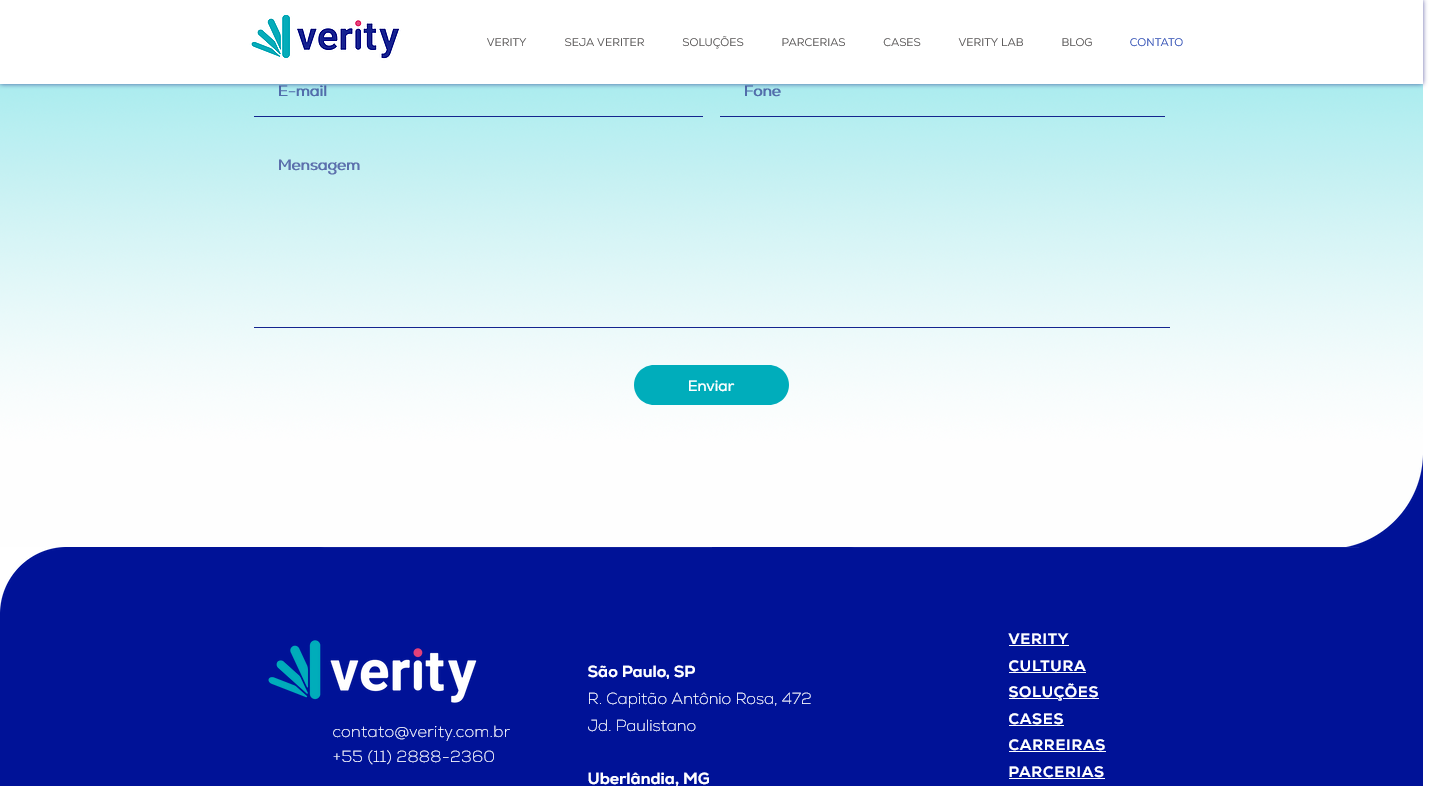 verity
VERITY SEJA VERITER SOLUÇÕES PARCERIAS CASES VERITY LAB BLOG CONTATO
E-mail Fone
Mensagem
Enviar
verity
contato@verity.com.br
+55 (11) 2888-2360
São Paulo, SP
R. Capitão Antônio Rosa, 472
Jd. Paulistano
Uberlândia, MG
VERITY
CULTURA
SOLUÇÕES
CASES
CARREIRAS
PARCERIAS